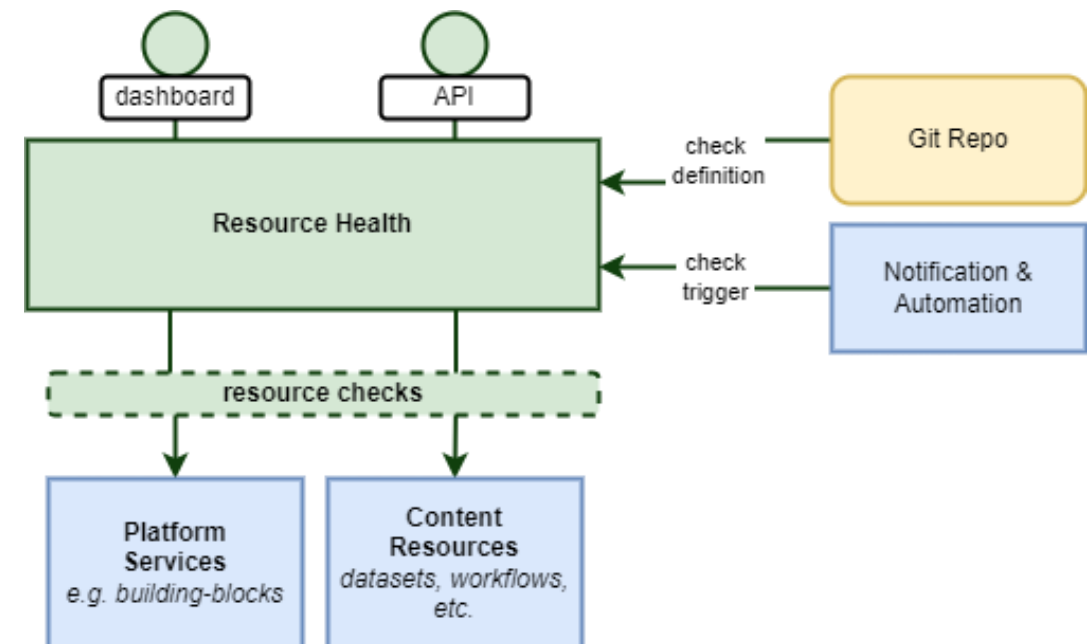 dashboard
API
check
definition
Git Repo
Resource Health
check
trigger
Notification &
Automation
resource checks
Platform
Services
e.g. building-blocks
Content
Resources
datasets, workflows,
etc.